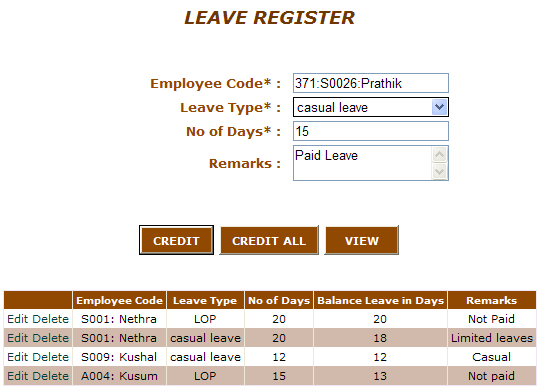 LEAVE REGISTER
Employee Code* : 371:S0026:Prathik
Leave Type* : casual leave
No of Days* : 15
Remarks : Paid Leave
CREDIT CREDIT ALL VIEW
Employee Code Leave Type No of Days Balance Leave in Days Remarks
Edit Delete S001: Nethra LOP 20 20 Not Paid
Edit Delete S001: Nethra casual leave 20 18 Limited leaves
Edit Delete S009: Kushal casual leave 12 12 Casual
Edit Delete A004: Kusum LOP 15 13 Not paid